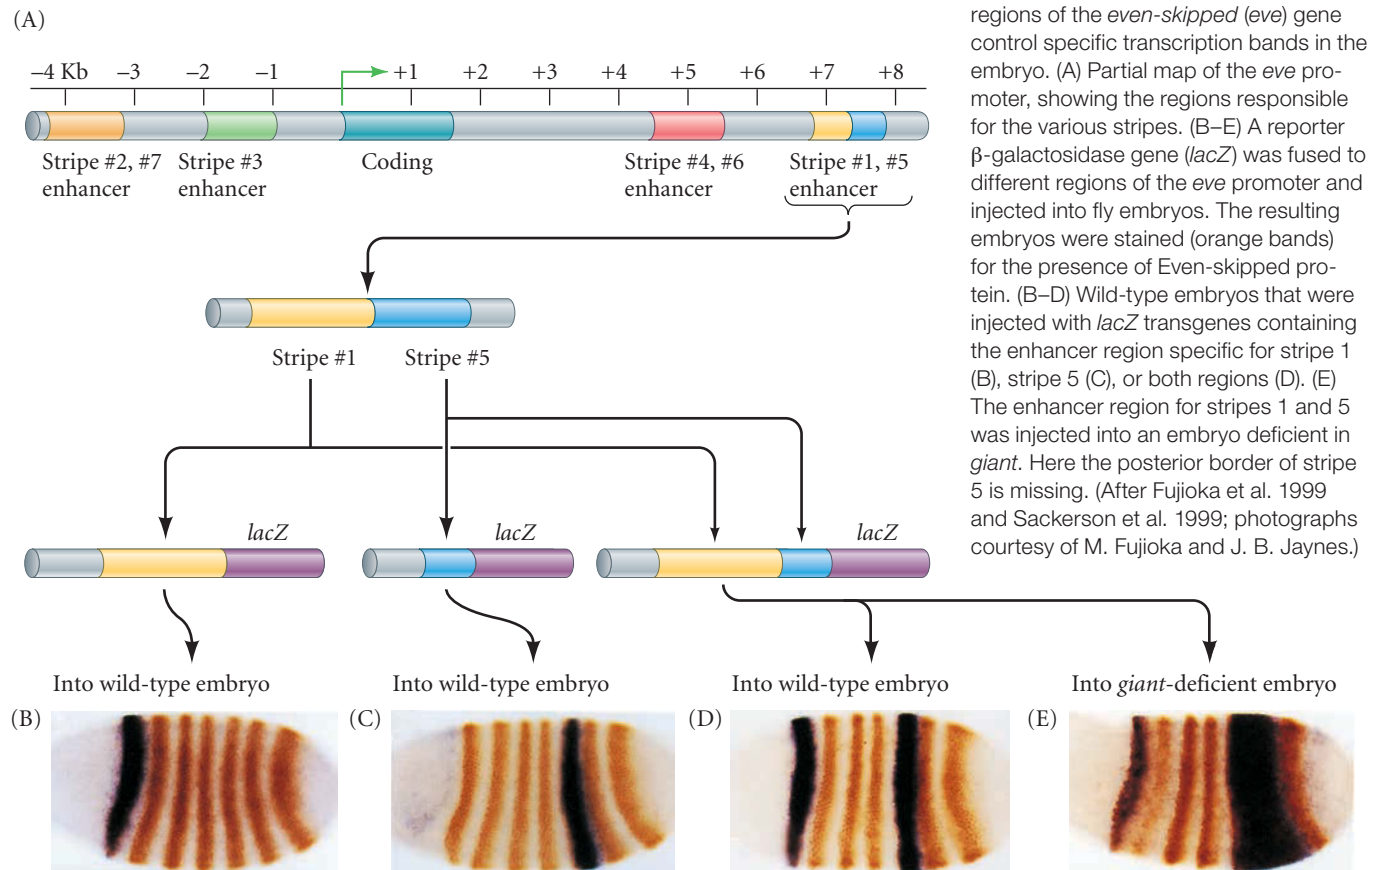 (A)
–4 Kb –3 –2 –1 +1 +2 +3 +4 +5 +6 +7 +8
Stripe #2, #7
enhancer
Stripe #3
enhancer
Coding
Stripe #4, #6
enhancer
Stripe #1, #5
enhancer
Stripe #1 Stripe #5
lacZ lacZ lacZ
Into wild-type embryo Into wild-type embryo Into wild-type embryo Into giant-deficient embryo
(B) (C) (D) (E)
regions of the even-skipped (eve) gene
control specific transcription bands in the
embryo. (A) Partial map of the eve pro-
moter, showing the regions responsible
for the various stripes. (B–E) A reporter
β-galactosidase gene (lacZ) was fused to
different regions of the eve promoter and
injected into fly embryos. The resulting
embryos were stained (orange bands)
for the presence of Even-skipped pro-
tein. (B–D) Wild-type embryos that were
injected with lacZ transgenes containing
the enhancer region specific for stripe 1
(B), stripe 5 (C), or both regions (D). (E)
The enhancer region for stripes 1 and 5
was injected into an embryo deficient in
giant. Here the posterior border of stripe
5 is missing. (After Fujioka et al. 1999
and Sackerson et al. 1999; photographs
courtesy of M. Fujioka and J. B. Jaynes.)